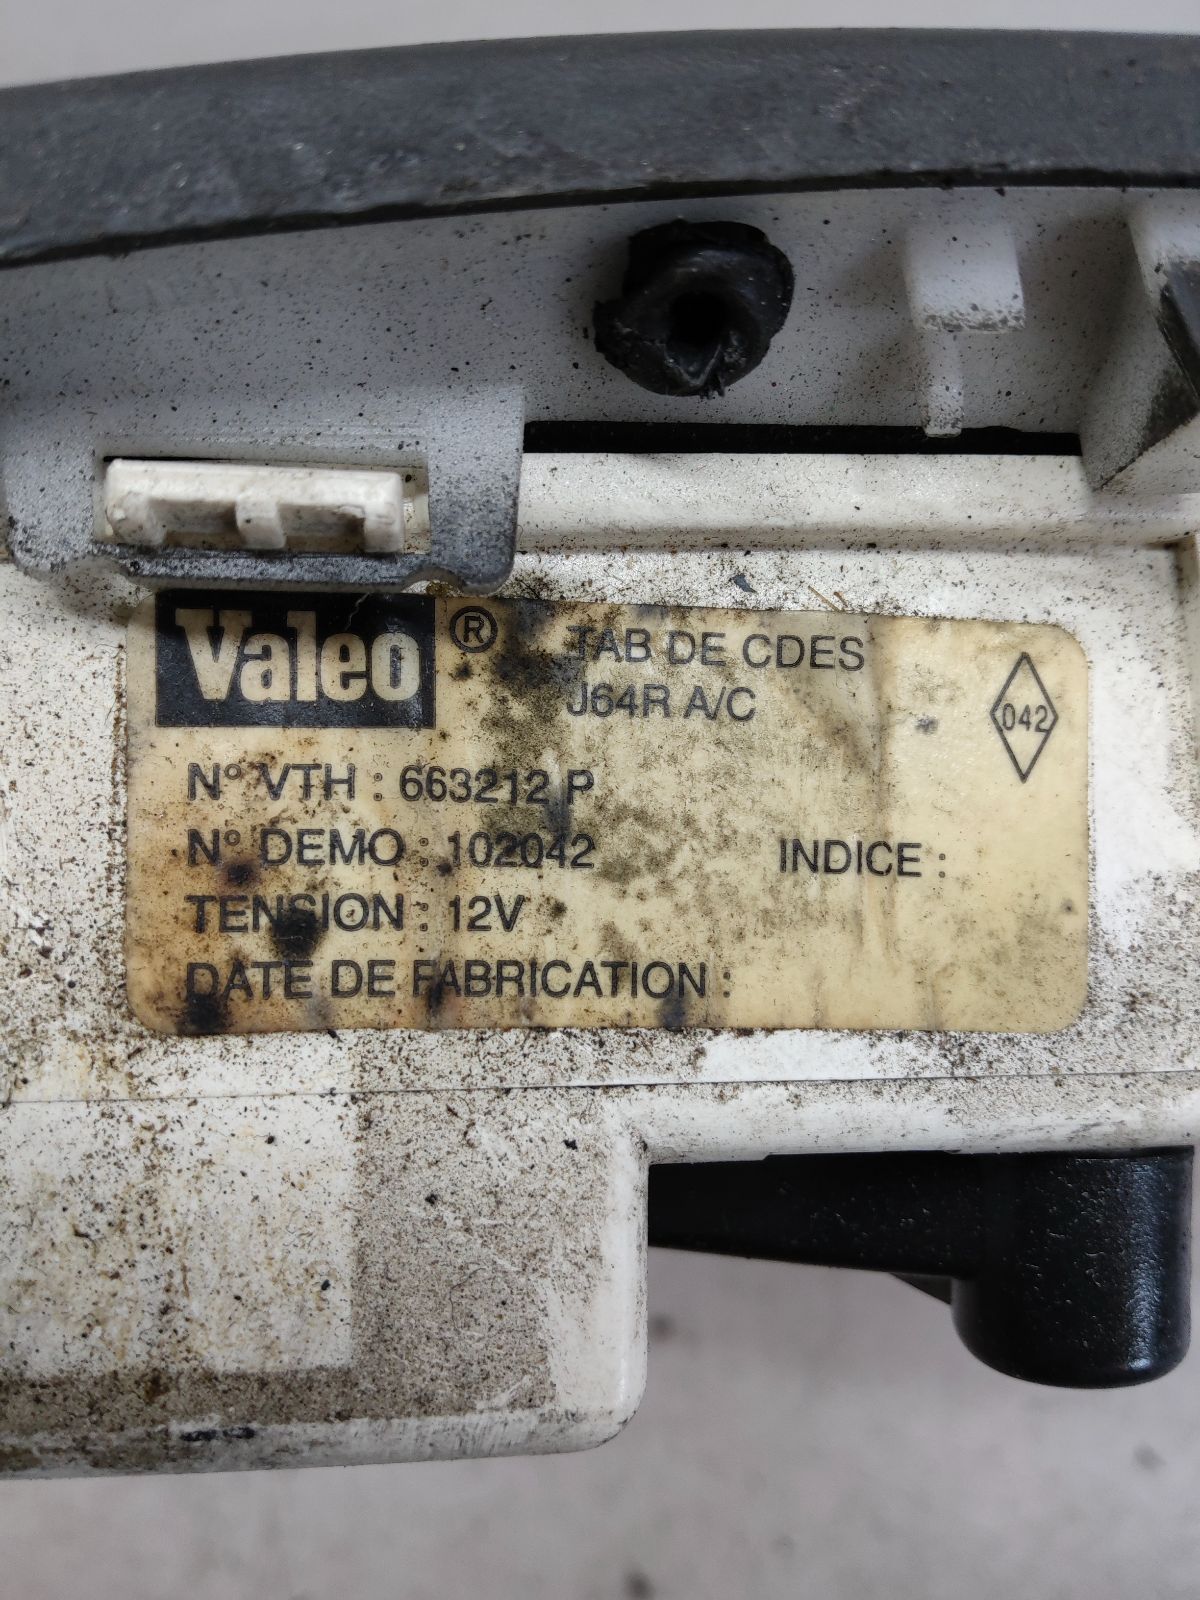 Valeo ®
TAB DE CDES
J64R A/C
042
N° VTH : 663212 P
N° DEMO : 102042
INDICE :
TENSION : 12V
DATE DE FABRICATION :